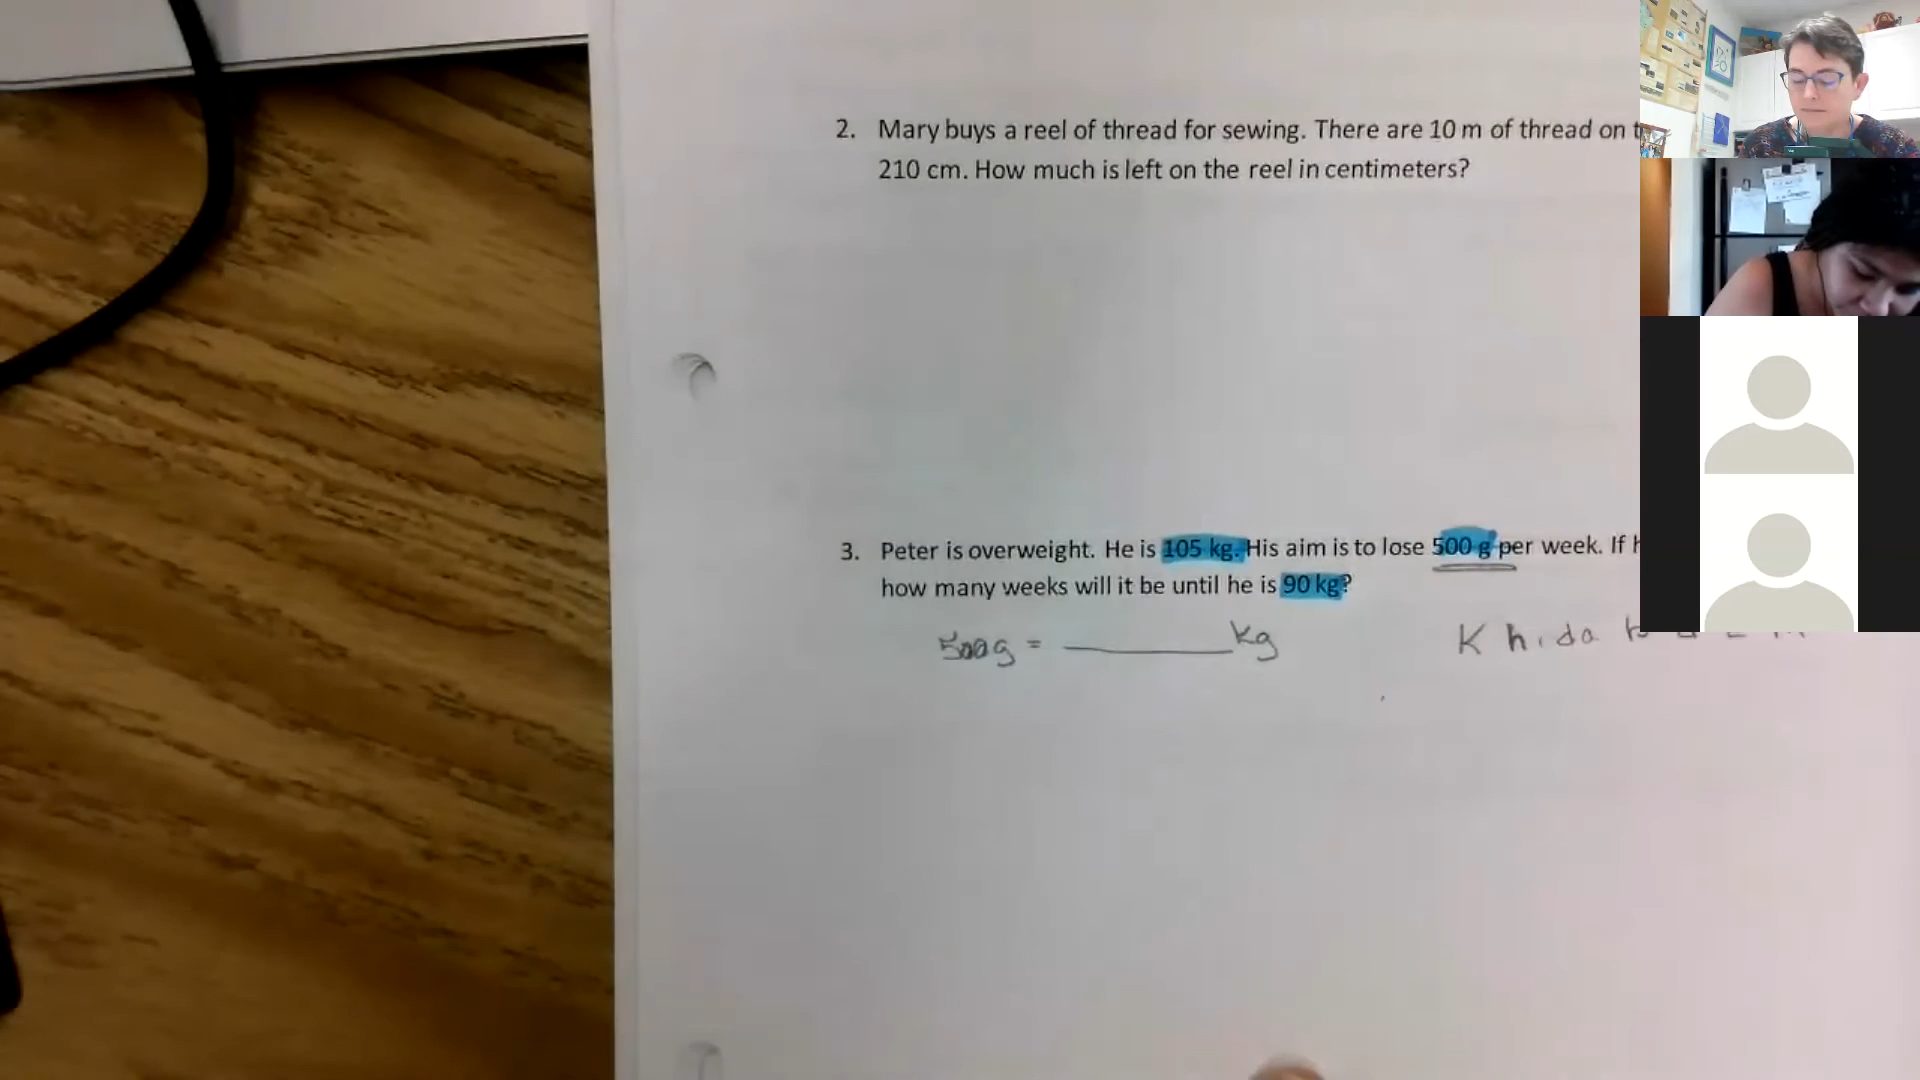 2. Mary buys a reel of thread for sewing. There are 10 m of thread on
210 cm. How much is left on the reel in centimeters?
3. Peter is overweight. He is 105 kg. His aim is to lose 500 g per week. If
how many weeks will it be until he is 90 kg?
500g = ______ kg
K h da